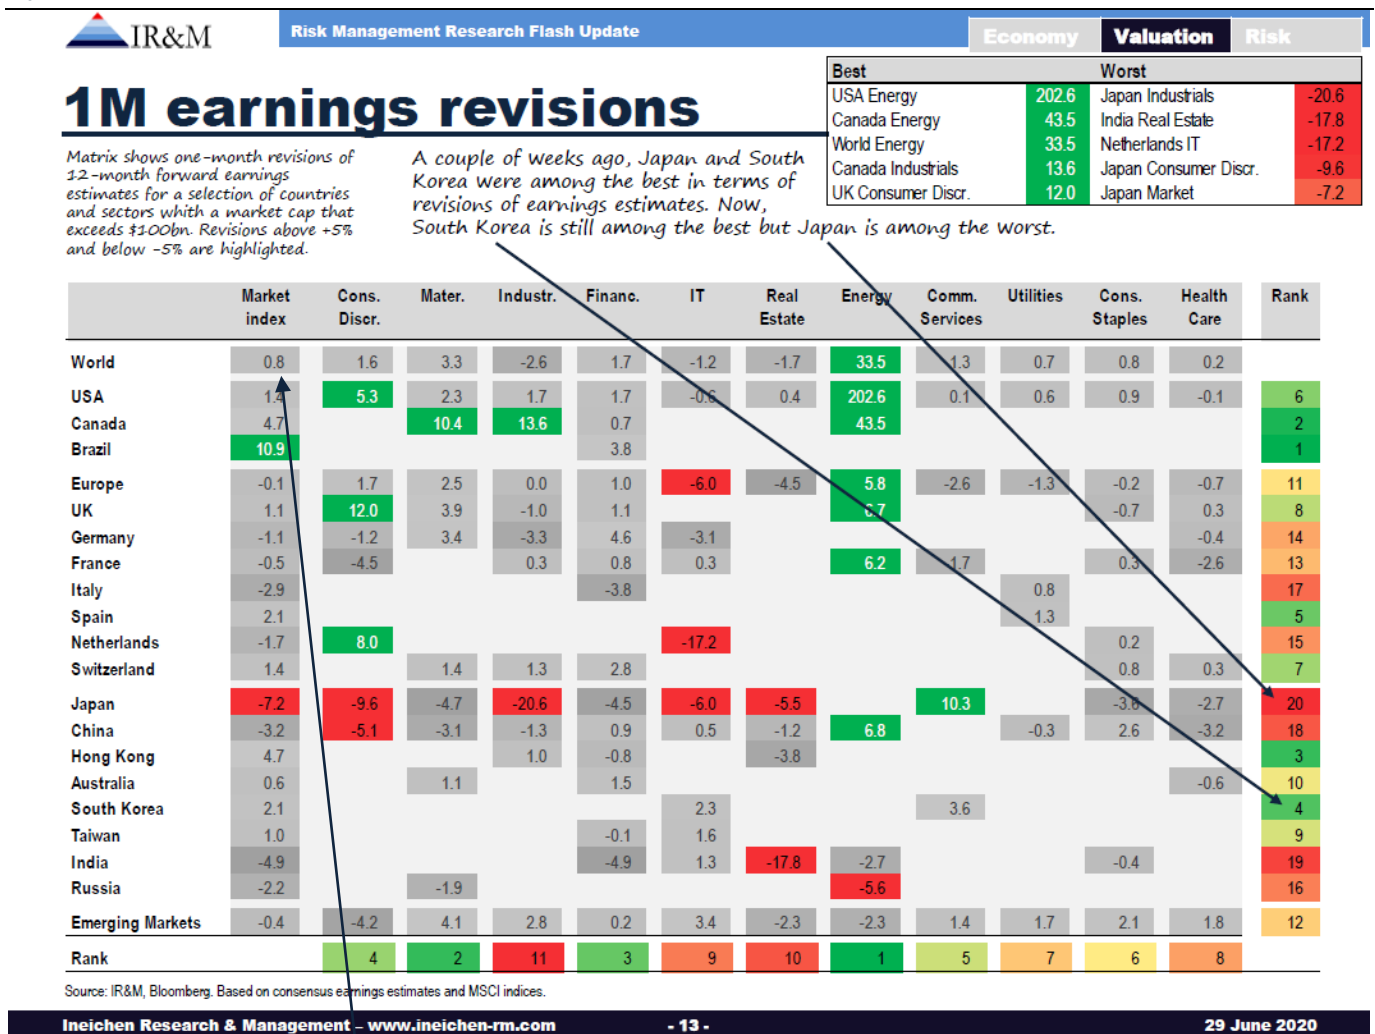 IR&M
Risk Management Research Flash Update
Economy Valuation Risk
1M earnings revisions
Best Worst
USA Energy 202.6 Japan Industrials -20.6
Canada Energy 43.5 India Real Estate -17.8
World Energy 33.5 Netherlands IT -17.2
Canada Industrials 13.6 Japan Consumer Discr. -9.6
UK Consumer Discr. 12.0 Japan Market -7.2
Matrix shows one-month revisions of
12-month forward earnings
estimates for a selection of countries
and sectors whith a market cap that
exceeds $100bn. Revisions above +5%
and below -5% are highlighted.
A couple of weeks ago, Japan and South
Korea were among the best in terms of
revisions of earnings estimates. Now,
South Korea is still among the best but Japan is among the worst.
Market Cons. Mater. Industr. Financ. IT Real Energy Comm. Utilities Cons. Health Rank
index Discr. Estate Services Staples Care
World 0.8 1.6 3.3 -2.6 1.7 -1.2 -1.7 33.5 1.3 0.7 0.8 0.2
USA 1.4 5.3 2.3 1.7 1.7 -0.6 0.4 202.6 0.1 0.6 0.9 -0.1 6
Canada 4.7 10.4 13.6 0.7 43.5 2
Brazil 10.9 3.8 1
Europe -0.1 1.7 2.5 0.0 1.0 -6.0 -4.5 5.8 -2.6 -1.3 -0.2 -0.7 11
UK 1.1 12.0 3.9 -1.0 1.1 6.7 -0.7 0.3 8
Germany -1.1 -1.2 3.4 -3.3 4.6 -3.1 -0.4 14
France -0.5 -4.5 0.3 0.8 0.3 6.2 1.7 0.3 -2.6 13
Italy -2.9 -3.8 0.8 17
Spain 2.1 1.3 5
Netherlands -1.7 8.0 -17.2 0.2 15
Switzerland 1.4 1.4 1.3 2.8 0.8 0.3 7
Japan -7.2 -9.6 -4.7 -20.6 -4.5 -6.0 -5.5 10.3 -3.6 -2.7 20
China -3.2 -5.1 -3.1 -1.3 0.9 0.5 -1.2 6.8 -0.3 2.6 -3.2 18
Hong Kong 4.7 1.0 -0.8 -3.8 3
Australia 0.6 1.1 1.5 -0.6 10
South Korea 2.1 2.3 3.6 4
Taiwan 1.0 -0.1 1.6 9
India -4.9 -4.9 1.3 -17.8 -2.7 -0.4 19
Russia -2.2 -1.9 -5.6 16
Emerging Markets -0.4 -4.2 4.1 2.8 0.2 3.4 -2.3 -2.3 1.4 1.7 2.1 1.8 12
Rank 4 2 11 3 9 10 1 5 7 6 8
Source: IR&M, Bloomberg. Based on consensus earnings estimates and MSCI indices.
Ineichen Research & Management – www.ineichen-rm.com - 13 - 29 June 2020